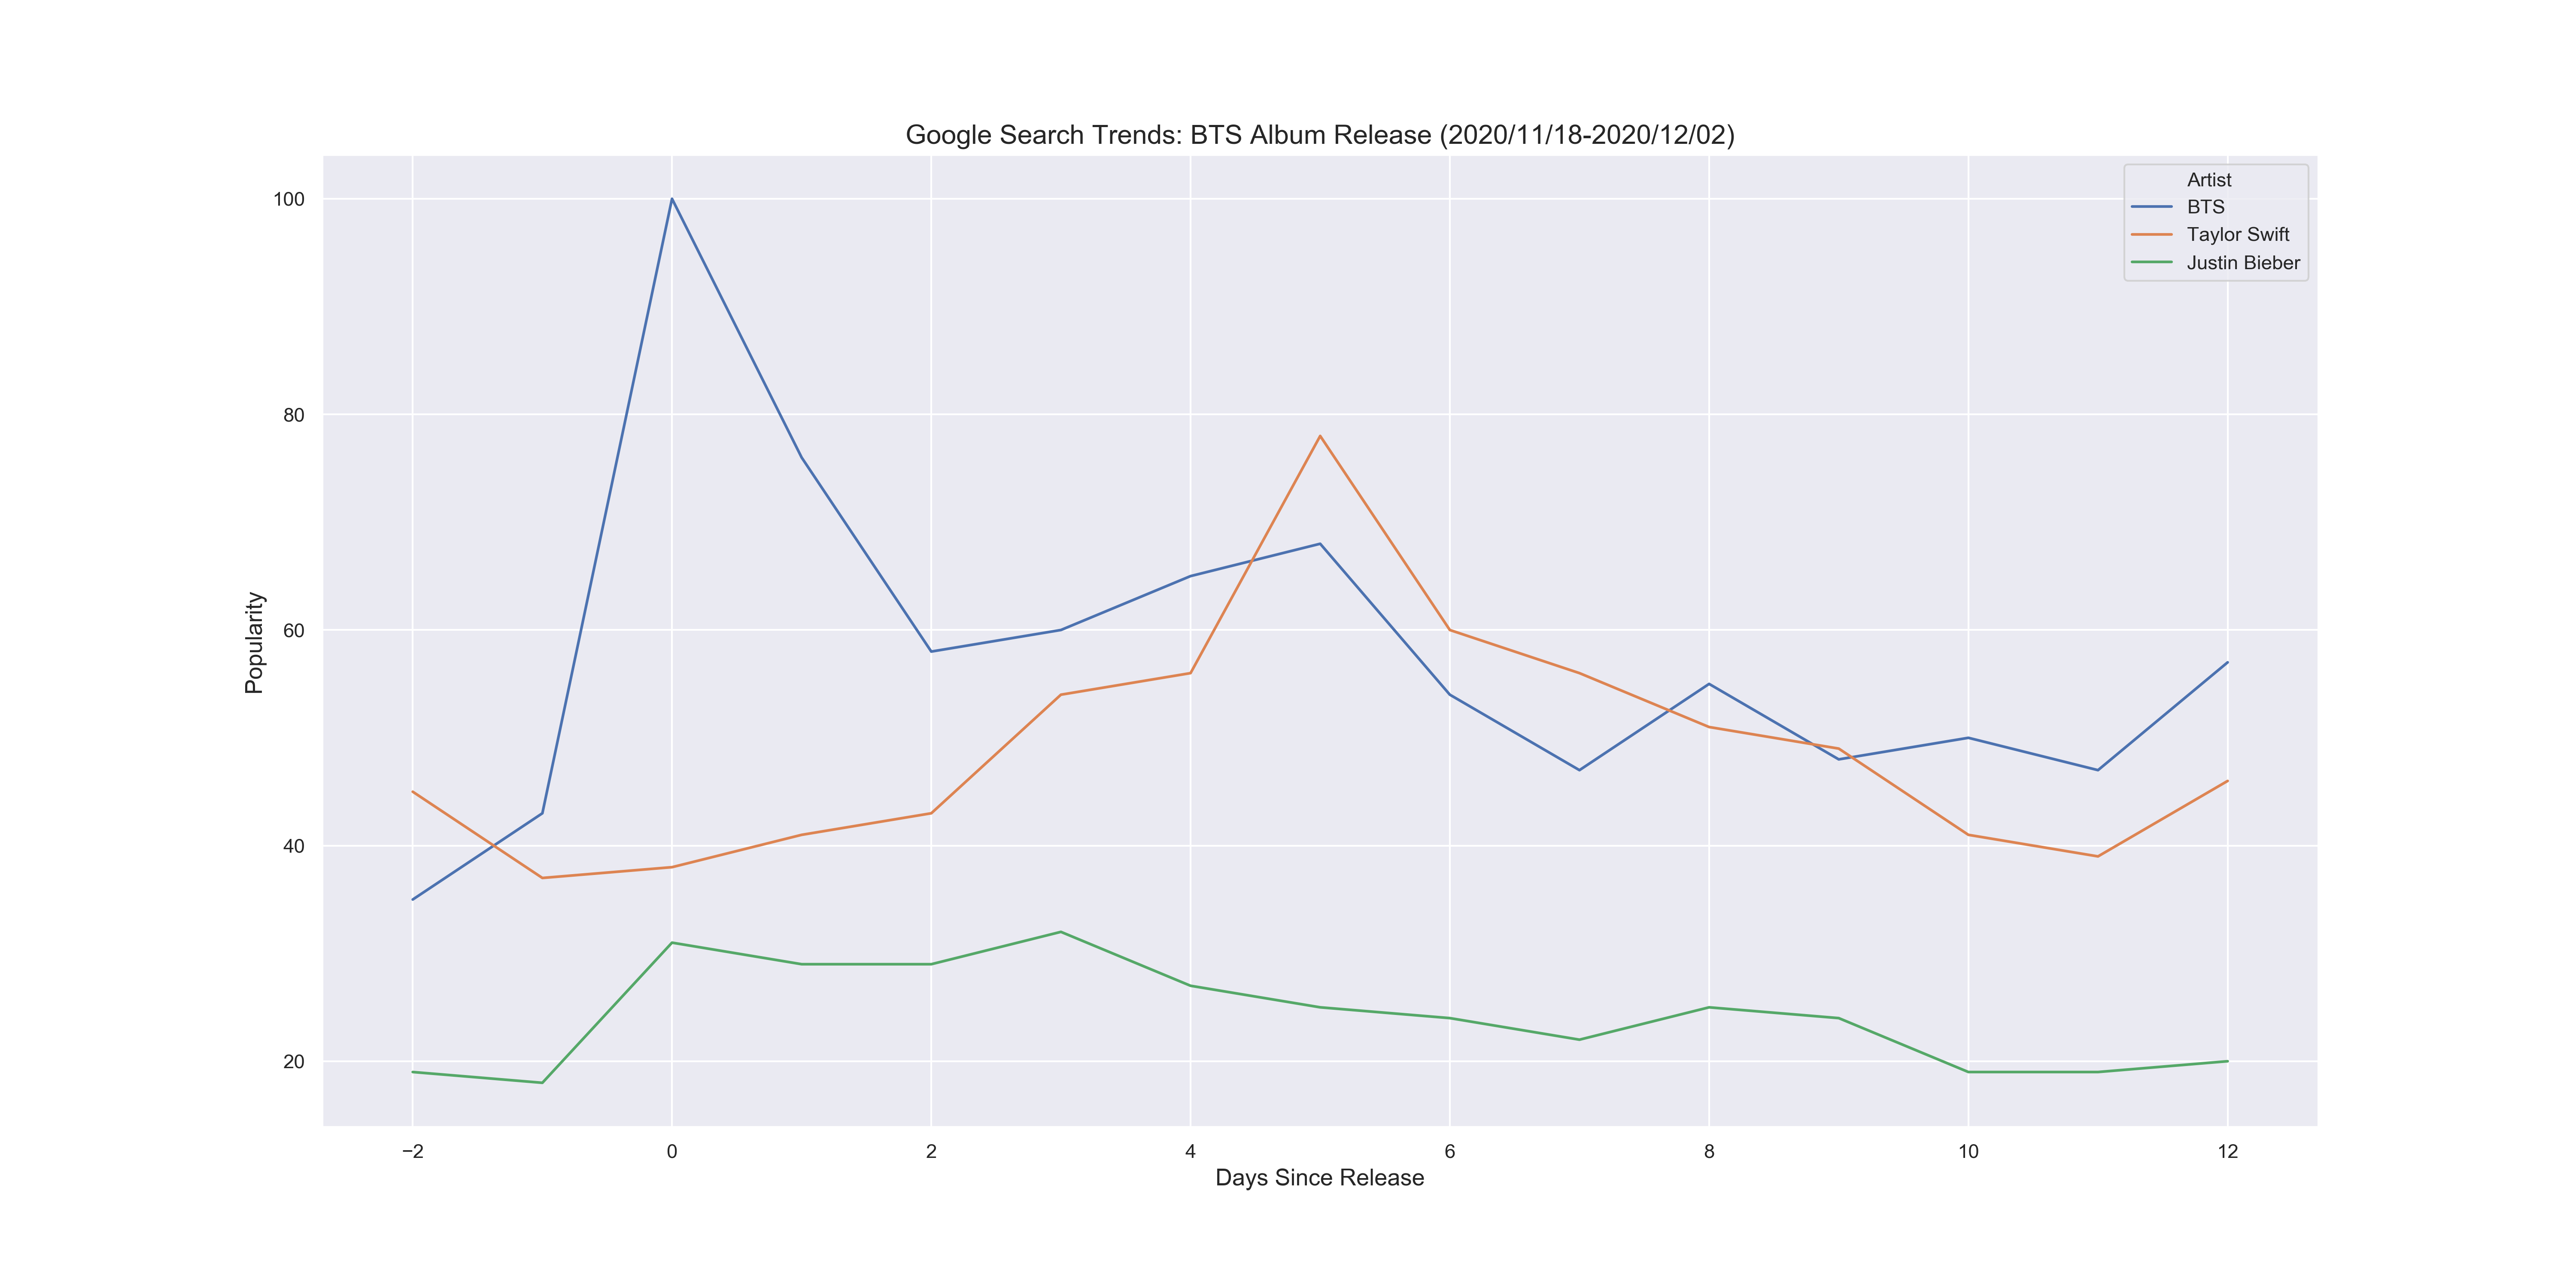 Google Search Trends: BTS Album Release (2020/11/18-2020/12/02)
Artist
BTS
Taylor Swift
Justin Bieber
100
80
60
40
20
Popularity
−2 0 2 4 6 8 10 12
Days Since Release